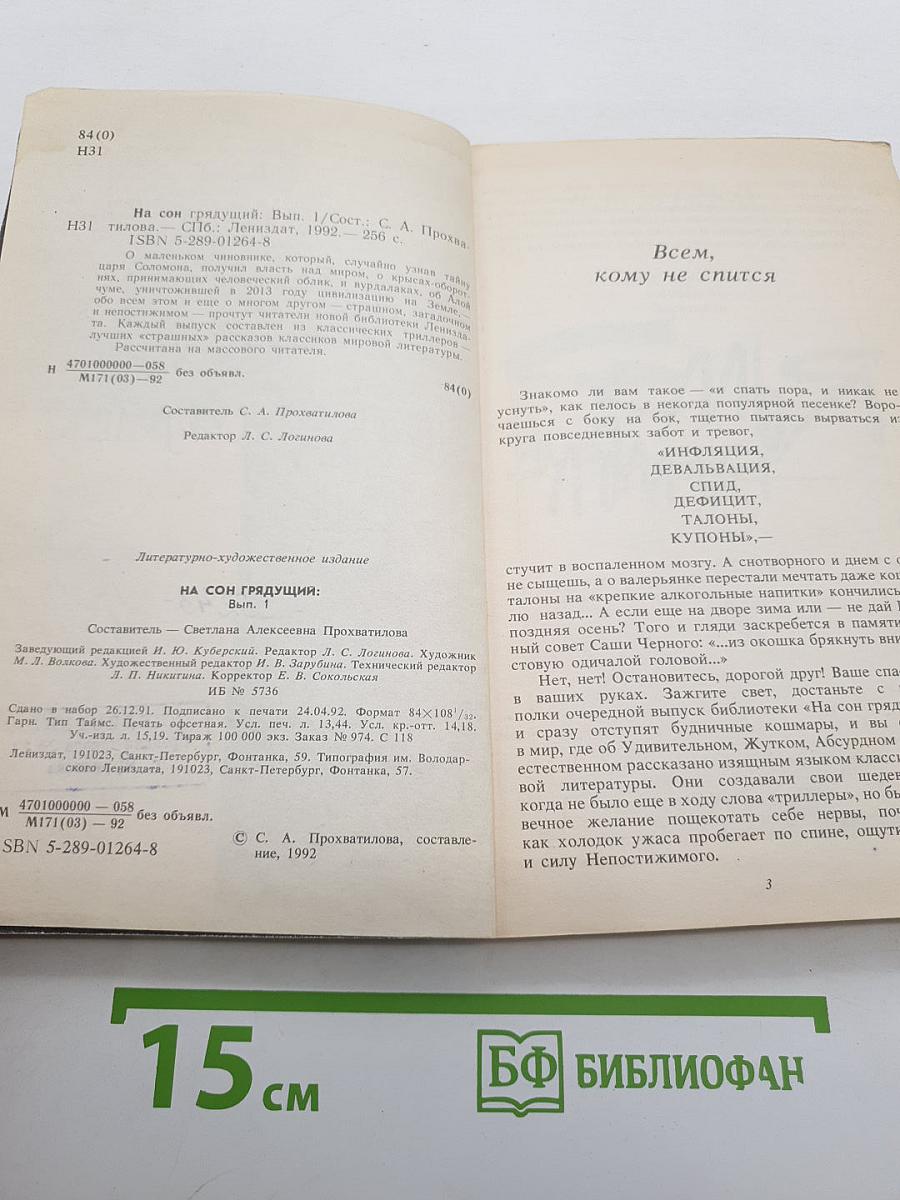 84(0)
Н31
На сон грядущий: Вып. 1/Сост.: С. А. Прохва-
Н31 тилова.— СПб.: Лениздат, 1992.— 256 с.
ISBN 5-289-01264-8
О маленьком чиновнике, который, случайно узнав тайну
царя Соломона, получил власть над миром, о крысах-оборот-
нях, принимающих человеческий облик, и вурдалаках, об Алой
чуме, уничтожившей в 2013 году цивилизацию на Земле,—
обо всем этом и еще о многом другом — страшном, загадочном
и непостижимом — прочтут читатели новой библиотеки Лениздa-
та. Каждый выпуск составлен из классических триллеров —
лучших «страшных» рассказов классиков мировой литературы.
Рассчитана на массового читателя.
Н 4701000000—058 без объявл.
М171(03)—92
84(0)
Составитель С. А. Прохватилова
Редактор Л. С. Логинова
Литературно-художественное издание
НА СОН ГРЯДУЩИЙ:
Вып. 1
Составитель — Светлана Алексеевна Прохватилова
Заведующий редакцией И. Ю. Куберский. Редактор Л. С. Логинова. Художник
М. Л. Волкова. Художественный редактор И. В. Зарубина. Технический редактор
Л. П. Никитина. Корректор Е. В. Сокольская
ИБ № 5736
Сдано в набор 26.12.91. Подписано к печати 24.04.92. Формат 84×108¹/₃₂.
Гарн. Тип Таймс. Печать офсетная. Усл. печ. л. 13,44. Усл. кр.-отт. 14,18.
Уч.-изд. л. 15,19. Тираж 100 000 экз. Заказ № 974. С 118
Лениздат, 191023, Санкт-Петербург, Фонтанка, 59. Типография им. Володар-
ского Лениздата, 191023, Санкт-Петербург, Фонтанка, 57.
М 4701000000 — 058 без объявл.
М171(03) — 92
SBN 5-289-01264-8
© С. А. Прохватилова, составле-
ние, 1992
Всем,
кому не спится
Знакомо ли вам такое — «и спать пора, и никак не
уснуть», как пелось в некогда популярной песенке? Воро-
чаешься с боку на бок, тщетно пытаясь вырваться из
круга повседневных забот и тревог,
«ИНФЛЯЦИЯ,
ДЕВАЛЬВАЦИЯ,
СПИД,
ДЕФИЦИТ,
ТАЛОНЫ,
КУПОНЫ»,—
стучит в воспаленном мозгу. А снотворного и днем с о
не сыщешь, а о валерьянке перестали мечтать даже ко
талоны на «крепкие алкогольные напитки» кончились
лю назад... А если еще на дворе зима или — не дай
поздняя осень? Того и гляди заскребется в памяти
ный совет Саши Черного: «...из окошка брякнуть вни
стовую одичалой головой...»
Нет, нет! Остановитесь, дорогой друг! Ваше спас
в ваших руках. Зажгите свет, достаньте с
полки очередной выпуск библиотеки «На сон гряд
и сразу отступят будничные кошмары, и вы
в мир, где об Удивительном, Жутком, Абсурдном
естественном рассказано изящным языком класси
вой литературы. Они создавали свои шедев
когда не было еще в ходу слова «триллеры», но бы
вечное желание пощекотать себе нервы, поч
как холодок ужаса пробегает по спине, ощути
и силу Непостижимого.
3
15 см
БФ БИБЛИОФАН